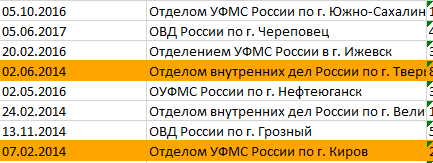 05.10.2016 Отделом УФМС России по г. Южно-Сахалин
05.06.2017 ОВД России по г. Череповец
20.02.2016 Отделением УФМС России в г. Ижевск
02.06.2014 Отделом внутренних дел России по г. Твер
02.05.2016 ОУФМС России по г. Нефтеюганск
24.02.2014 Отделом внутренних дел России по г. Вели
13.11.2014 ОВД России по г. Грозный
07.02.2014 Отделом УФМС России по г. Киров